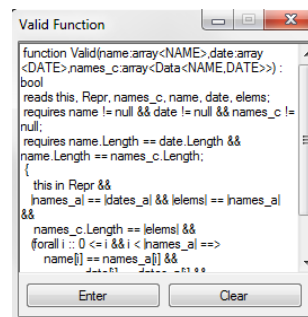 Valid Function
function Valid(name:array<NAME>,date:array
<DATE>,names_c:array<Data<NAME,DATE>>) :
bool
reads this, Repr, names_c, name, date, elems;
requires name != null && date != null && names_c !=
null;
requires name.Length == date.Length &&
name.Length == names_c.Length;
{
this in Repr &&
|names_a| == |dates_a| && |elems| == |names_a|
&&
names_c.Length == |elems| &&
(forall i :: 0 <= i && i < |names_a| ==>
name[i] == names_a[i] &&
Enter Clear